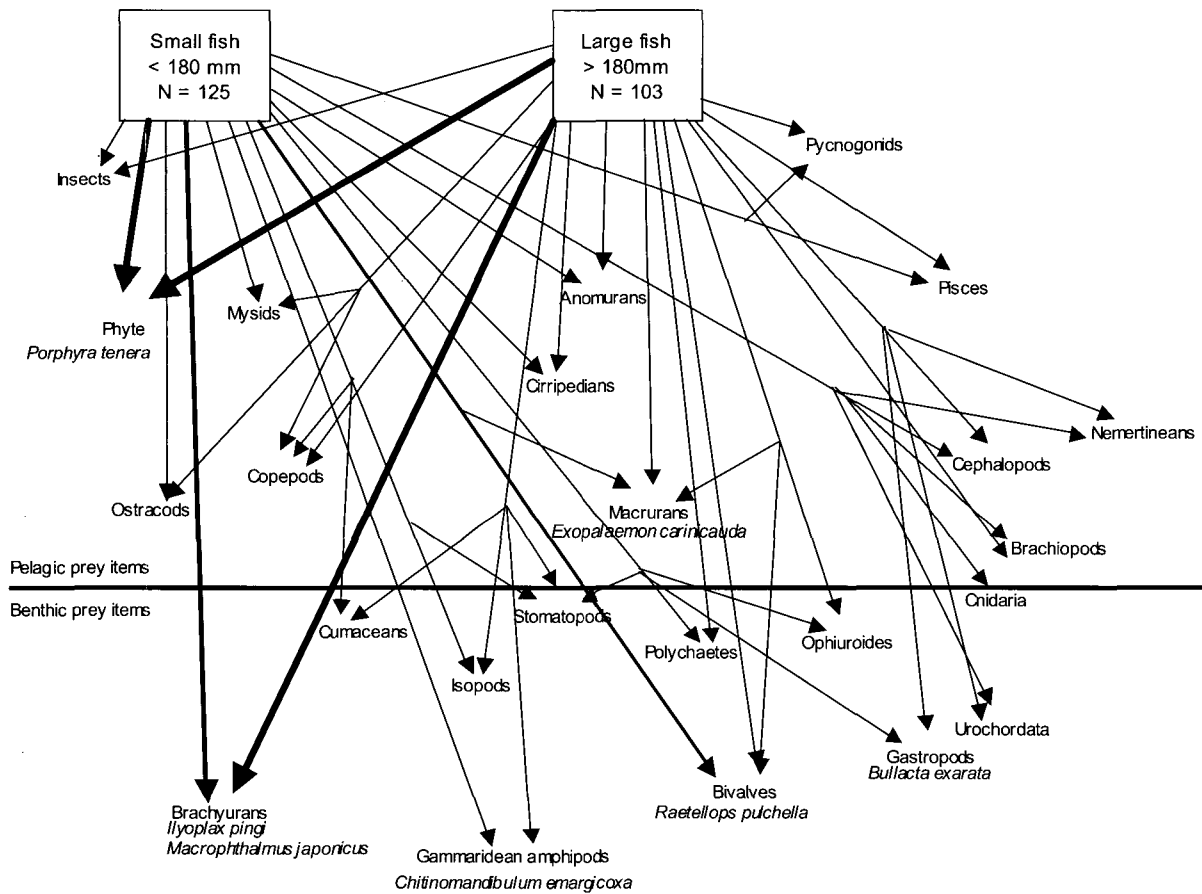 Small fish
< 180 mm
N = 125
Large fish
> 180mm
N = 103
Pycnogonids
Insects
Pisces
Anomurans
Mysids
Phyte
Porphyra tenera
Cirripedians
Nemertineans
Cephalopods
Copepods
Ostracods
Macrurans
Exopalaemon carinicauda
Brachiopods
Pelagic prey items
Cnidaria
Benthic prey items
Stomatopods
Cumaceans
Ophiuroides
Polychaetes
Isopods
Urochordata
Gastropods
Bullacta exarata
Bivalves
Raetellops pulchella
Brachyurans
Ilyoplax pingi
Macrophthalmus japonicus
Gammaridean amphipods
Chitinomandibulum emargicoxa